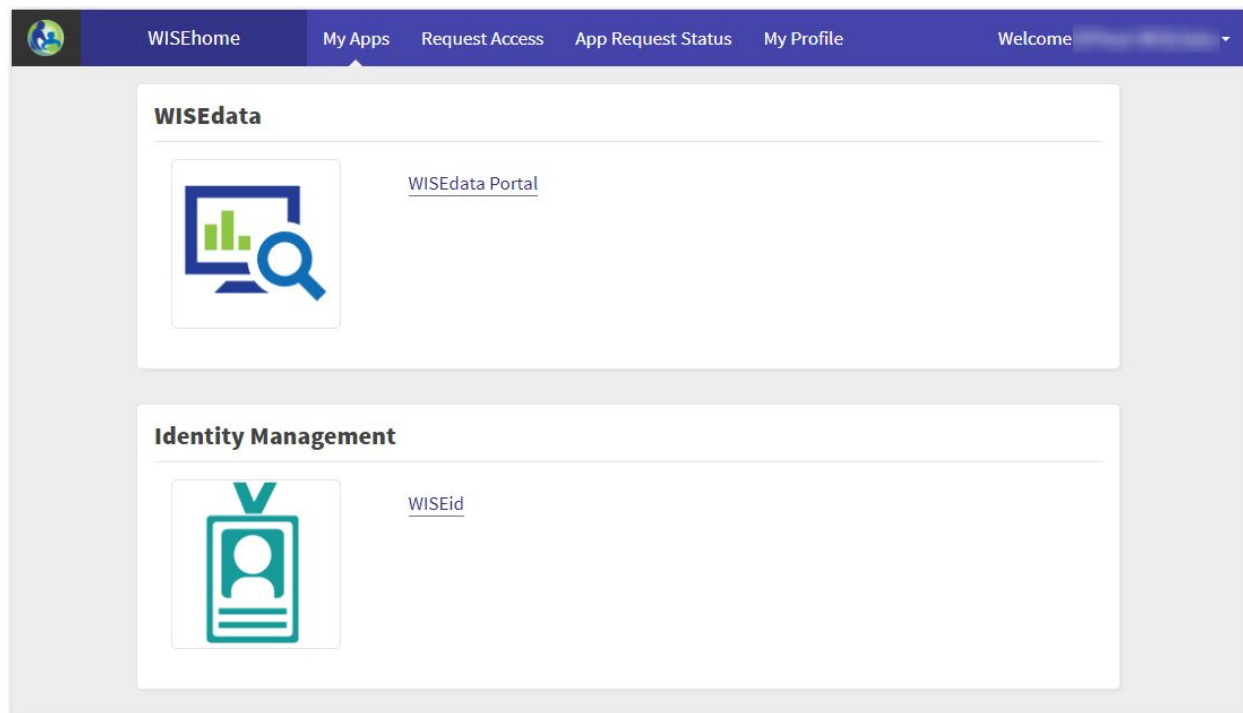 WISEhome My Apps Request Access App Request Status My Profile Welcome
WISEdata
WISEdata Portal
Identity Management
WISEid